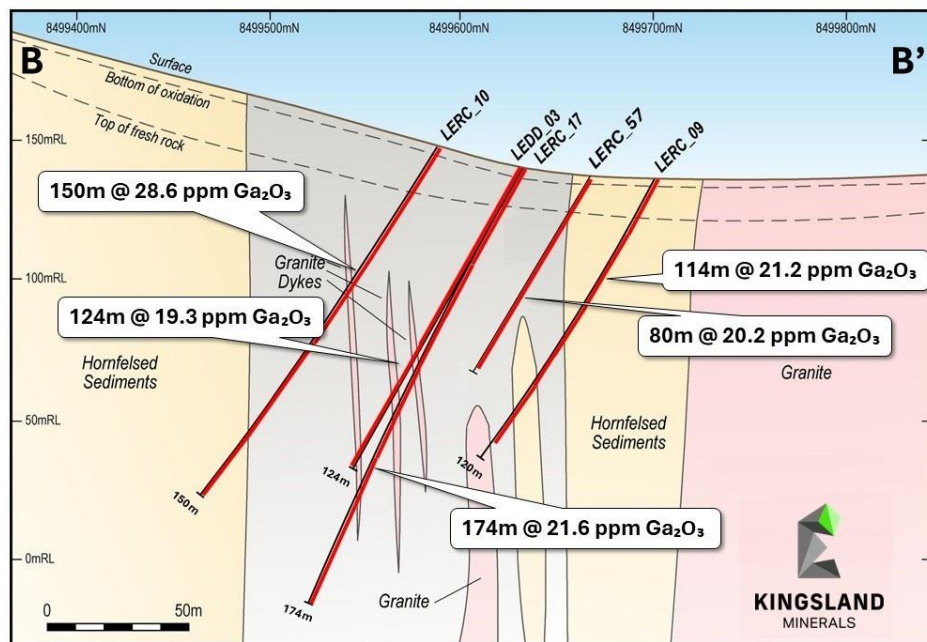 8499400mN
8499500mN
8499600mN
8499700mN
8499800mN
B
B’
Surface
Bottom of oxidation
Top of fresh rock
LERC_10
LEDD_03
LERC_17
LERC_57
LERC_09
150mRL
150m @ 28.6 ppm Ga₂O₃
Granite
Dykes
100mRL
114m @ 21.2 ppm Ga₂O₃
124m @ 19.3 ppm Ga₂O₃
80m @ 20.2 ppm Ga₂O₃
Hornfelsed
Sediments
Granite
50mRL
Hornfelsed
Sediments
120m
124m
150m
174m @ 21.6 ppm Ga₂O₃
0mRL
Granite
174m
0
50m
KINGSLAND
MINERALS